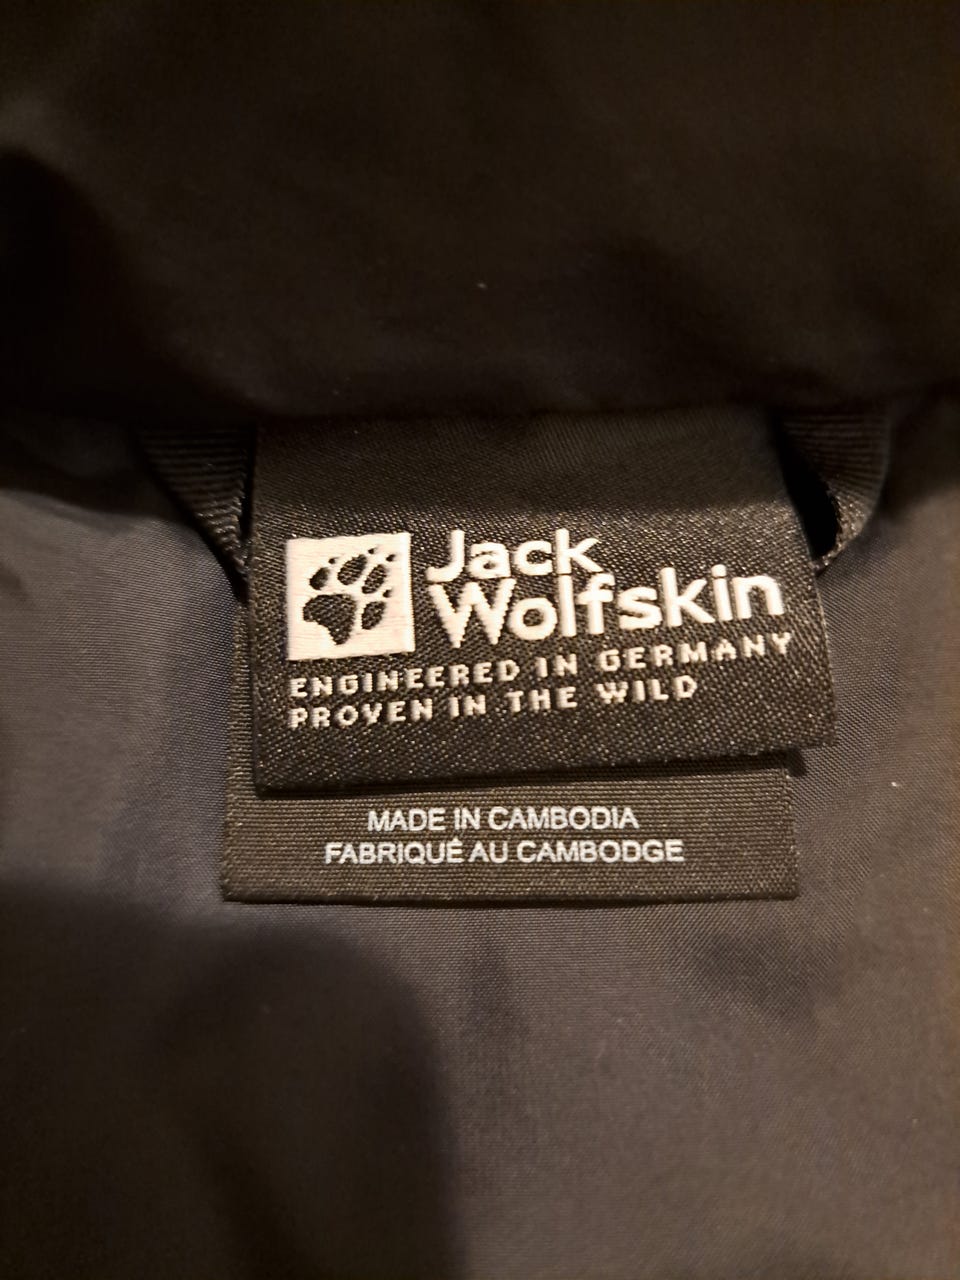 Jack
Wolfskin
ENGINEERED IN GERMANY
PROVEN IN THE WILD
MADE IN CAMBODIA
FABRIQUÉ AU CAMBODGE